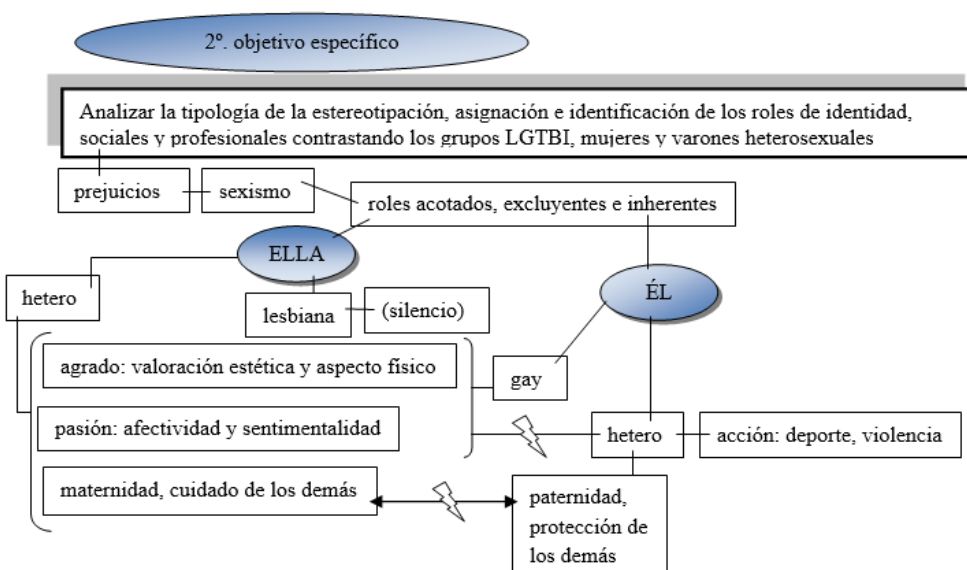 2º. objetivo específico
Analizar la tipología de la estereotipación, asignación e identificación de los roles de identidad,
sociales y profesionales contrastando los grupos LGTBI, mujeres y varones heterosexuales
prejuicios
sexismo
roles acotados, excluyentes e inherentes
ELLA
ÉL
hetero
lesbiana
(silencio)
agrado: valoración estética y aspecto físico
gay
pasión: afectividad y sentimentalidad
hetero
acción: deporte, violencia
maternidad, cuidado de los demás
paternidad,
protección de
los demás